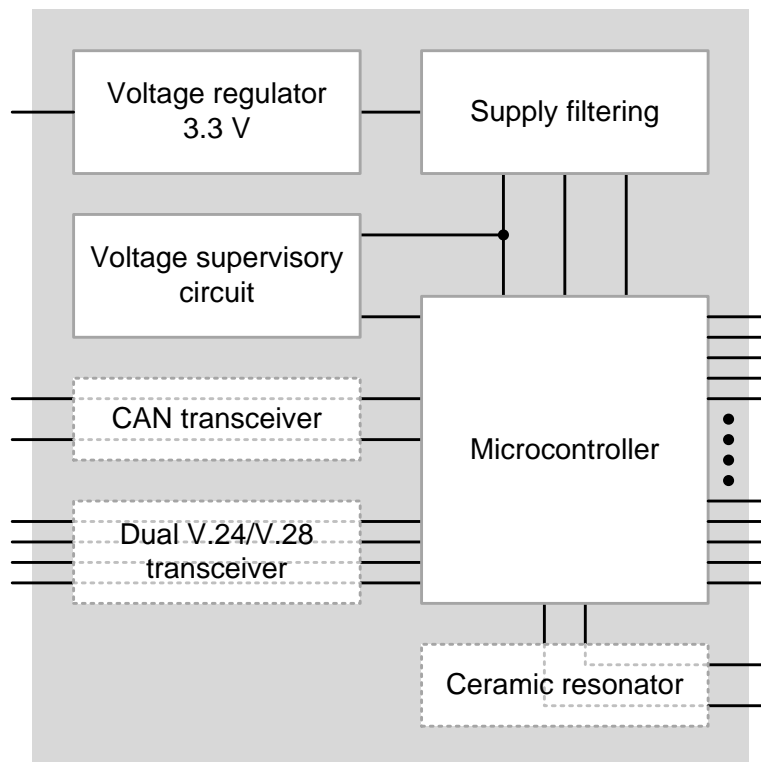 Voltage regulator
3.3 V
Supply filtering
Voltage supervisory
circuit
CAN transceiver
Microcontroller
Dual V.24/V.28
transceiver
Ceramic resonator